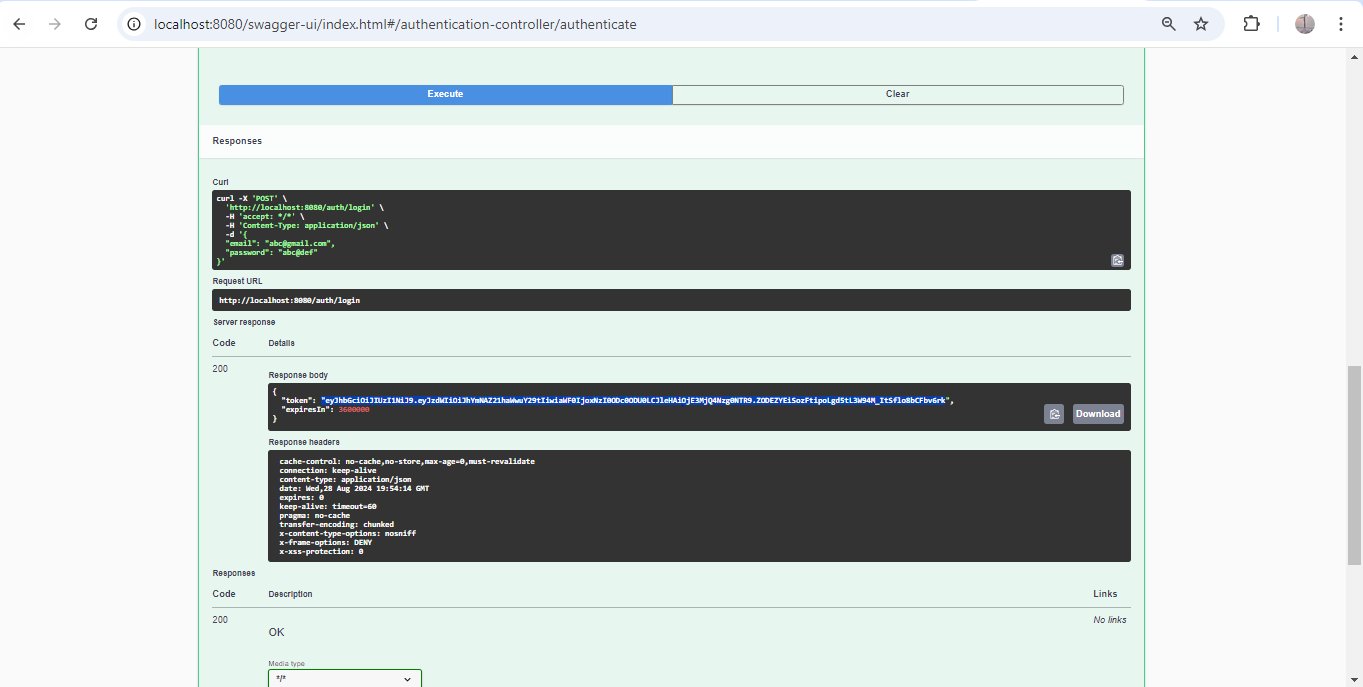 localhost:8080/swagger-ui/index.html#/authentication-controller/authenticate
Execute
Clear
Responses
Curl
curl -X 'POST' \
'http://localhost:8080/auth/login' \
-H 'accept: */*' \
-H 'Content-Type: application/json' \
-d '{
"email": "abc@gmail.com",
"password": "abc@def"
}'
Request URL
http://localhost:8080/auth/login
Server response
Code Details
200
Response body
{
"token": "eyJhbGciOiJIUzI1NiJ9.eyJzdWIiOiJhYmNAZ21haWwuY29tIiwiaWF0IjoxNzI0ODc0ODU0LCJleHAiOjE3MjQ4Nzg0NTR9.ZODEZYEiSozFtipoLgd5tL3W94M_ItSflo8bCFbv6rk",
"expiresIn": 3600000
}
Download
Response headers
cache-control: no-cache,no-store,max-age=0,must-revalidate
connection: keep-alive
content-type: application/json
date: Wed,28 Aug 2024 19:54:14 GMT
expires: 0
keep-alive: timeout=60
pragma: no-cache
transfer-encoding: chunked
x-content-type-options: nosniff
x-frame-options: DENY
x-xss-protection: 0
Responses
Code Description Links
200 No links
OK
Media type
*/*